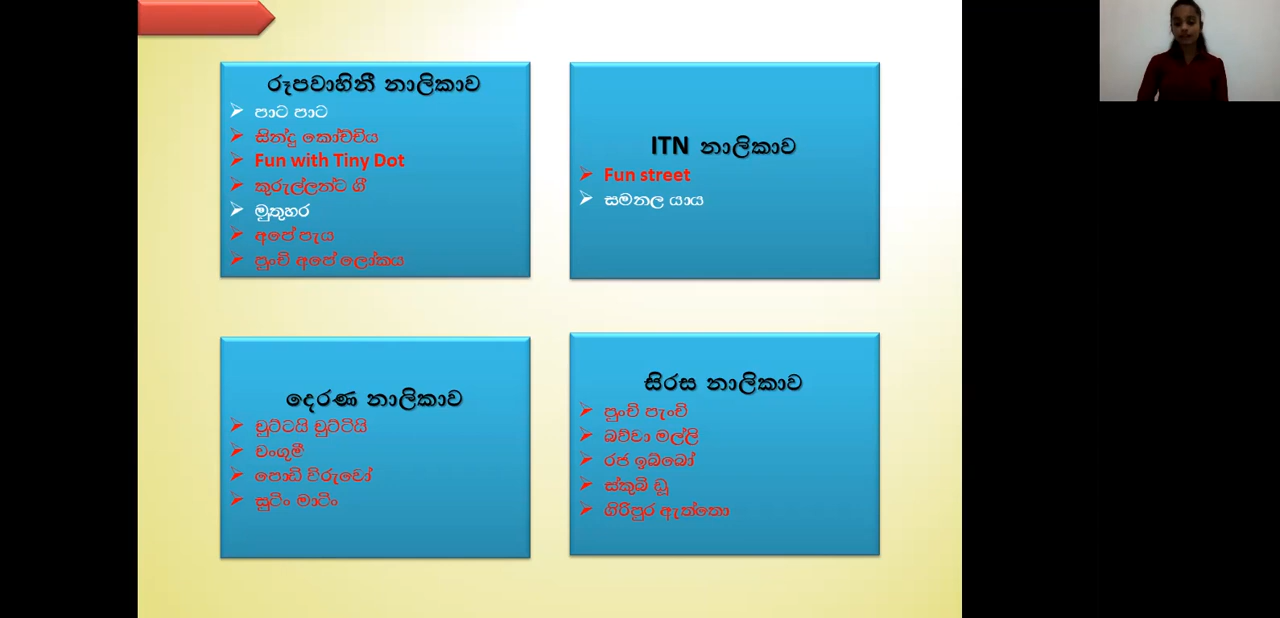 රූපවාහිනී නාලිකාව
පාට පාට
සින්දු කෝච්චිය
Fun with Tiny Dot
කුරුල්ලන්ට ගී
මුතුහර
අපේ පැය
පුංචි අපේ ලෝකය
ITN නාලිකාව
Fun street
සමනල යාය
දෙරණ නාලිකාව
චුට්ටයි චුට්ටියි
චංගුමී
පොඩි විරුවෝ
සුටිං මාටිං
සිරස නාලිකාව
පුංචි පැංචි
බව්වා මල්ලි
රජ ඉබ්බෝ
ස්කූබි ඩූ
ගිරිපුර ඇත්තො